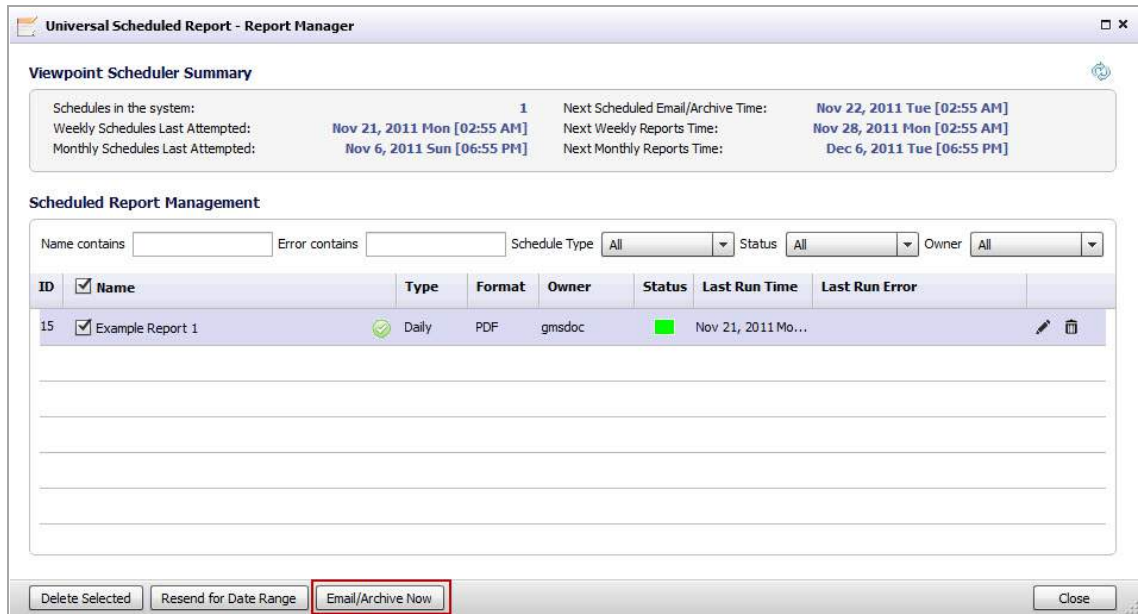 Universal Scheduled Report - Report Manager
Viewpoint Scheduler Summary
Schedules in the system: 1 Next Scheduled Email/Archive Time: Nov 22, 2011 Tue [02:55 AM]
Weekly Schedules Last Attempted: Nov 21, 2011 Mon [02:55 AM] Next Weekly Reports Time: Nov 28, 2011 Mon [02:55 AM]
Monthly Schedules Last Attempted: Nov 6, 2011 Sun [06:55 PM] Next Monthly Reports Time: Dec 6, 2011 Tue [06:55 PM]
Scheduled Report Management
Name contains Error contains Schedule Type All Status All Owner All
ID Name Type Format Owner Status Last Run Time Last Run Error
15 Example Report 1 Daily PDF gmsdoc Nov 21, 2011 Mo...
Delete Selected Resend for Date Range Email/Archive Now Close